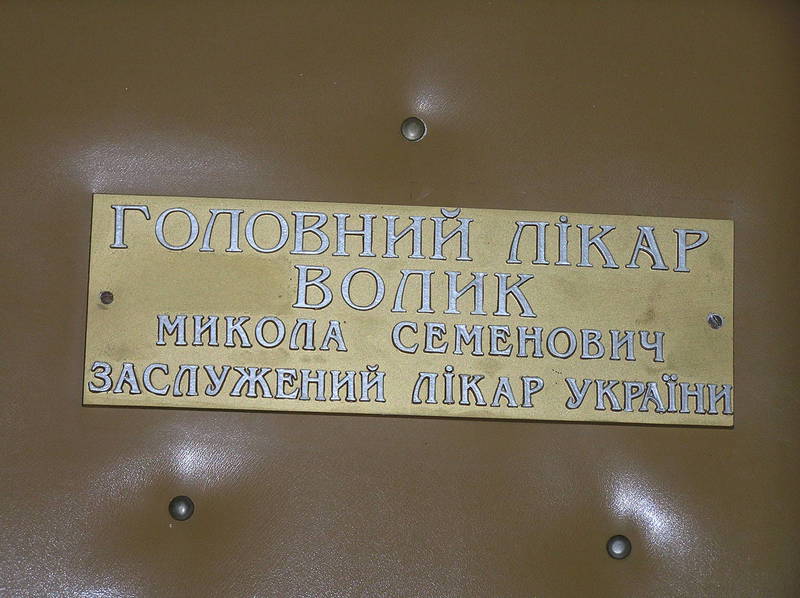 ГОЛОВНИЙ ЛІКАР
ВОЛИК
МИКОЛА СЕМЕНОВИЧ
ЗАСЛУЖЕНИЙ ЛІКАР УКРАЇНИ